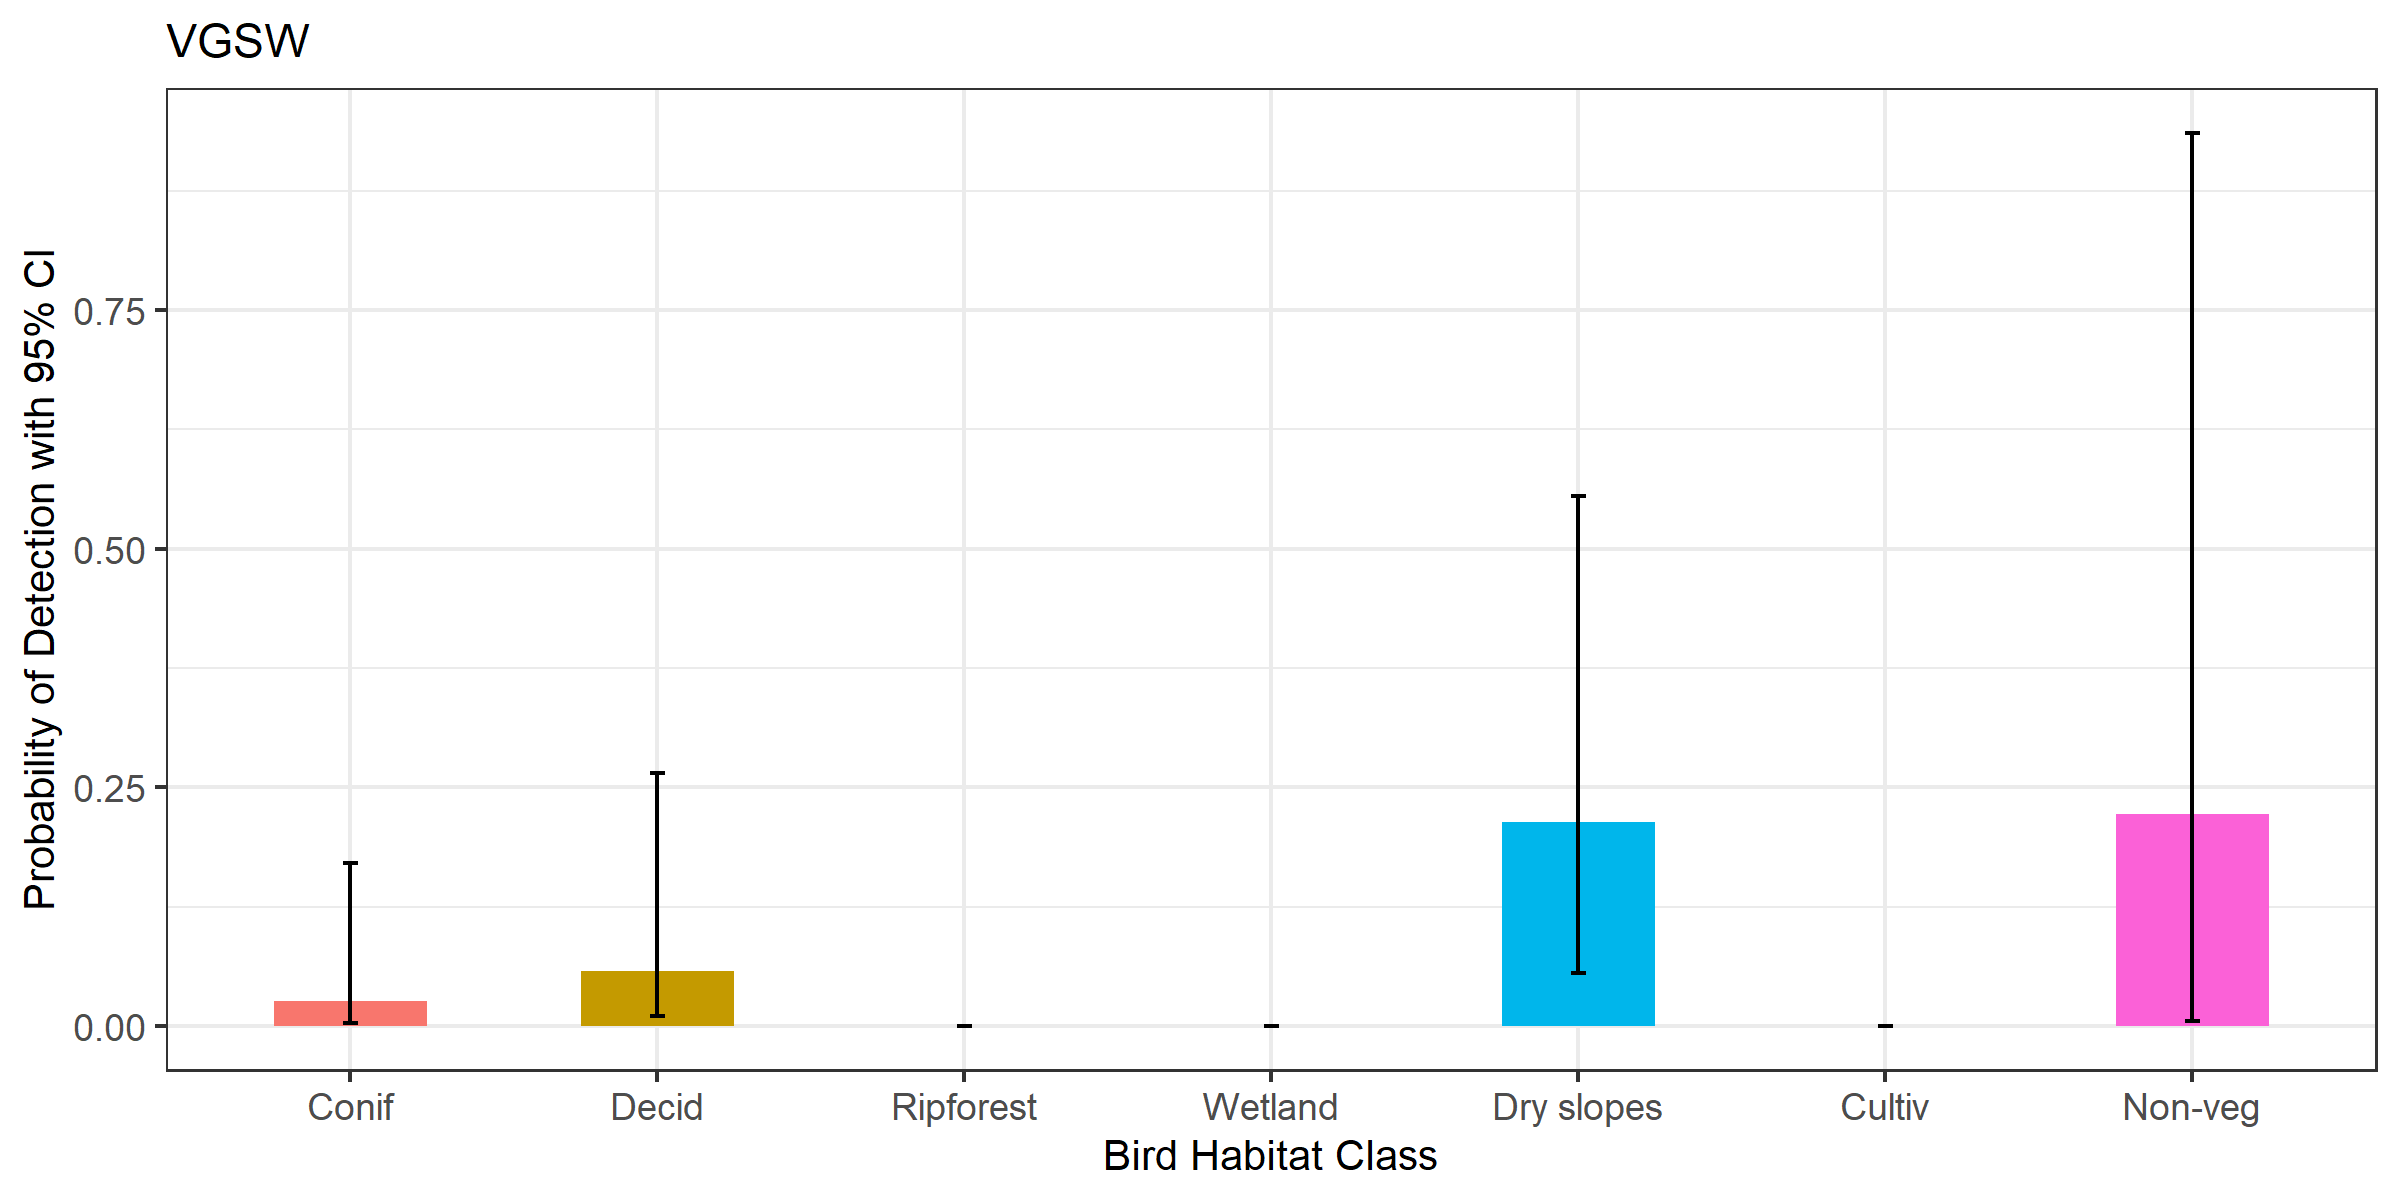 VGSW
Probability of Detection with 95% CI
0.75
0.50
0.25
0.00
Conif Decid Ripforest Wetland Dry slopes Cultiv Non-veg
Bird Habitat Class